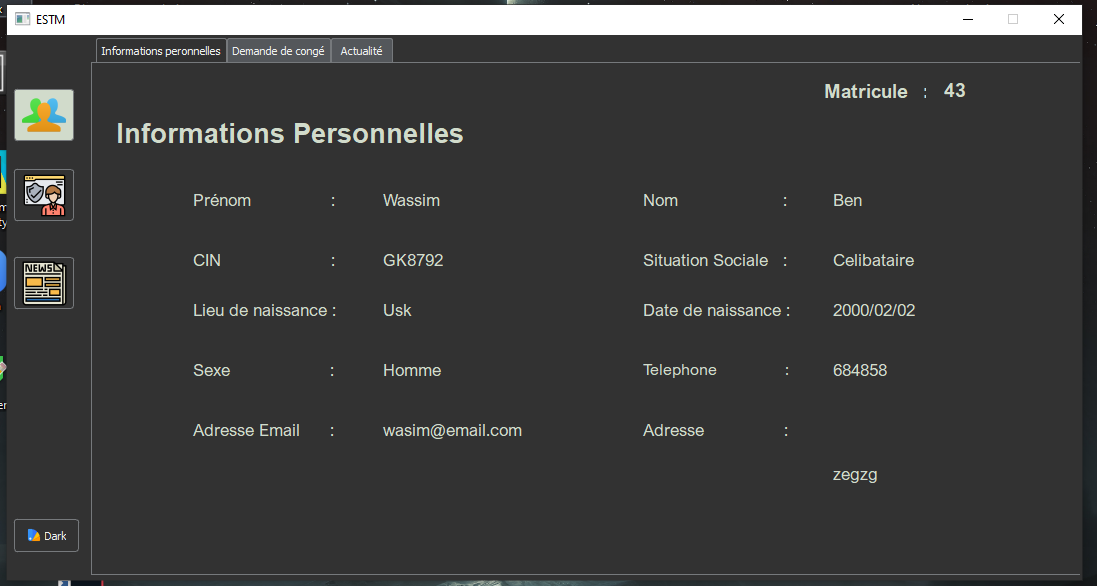 ESTM
Informations peronnelles Demande de congé Actualité
Matricule : 43
Informations Personnelles
Prénom : Wassim Nom : Ben
CIN : GK8792 Situation Sociale : Celibataire
Lieu de naissance : Usk Date de naissance : 2000/02/02
Sexe : Homme Telephone : 684858
Adresse Email : wasim@email.com Adresse :
zegzg
NEWS
Dark